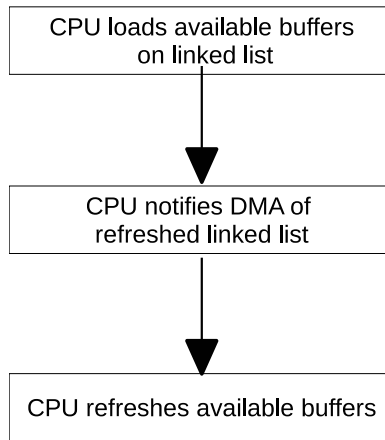 CPU loads available buffers
on linked list
CPU notifies DMA of
refreshed linked list
CPU refreshes available buffers